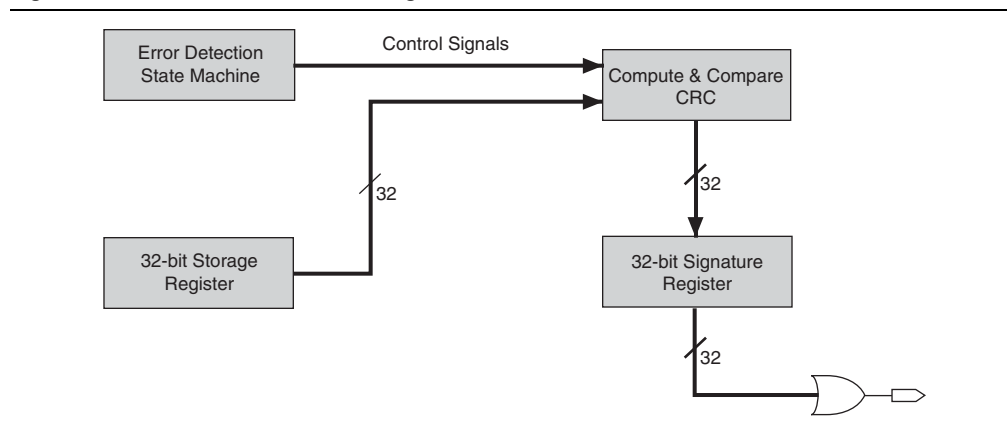 Error Detection
State Machine
Control Signals
Compute & Compare
CRC
32
32
32-bit Storage
Register
32-bit Signature
Register
32